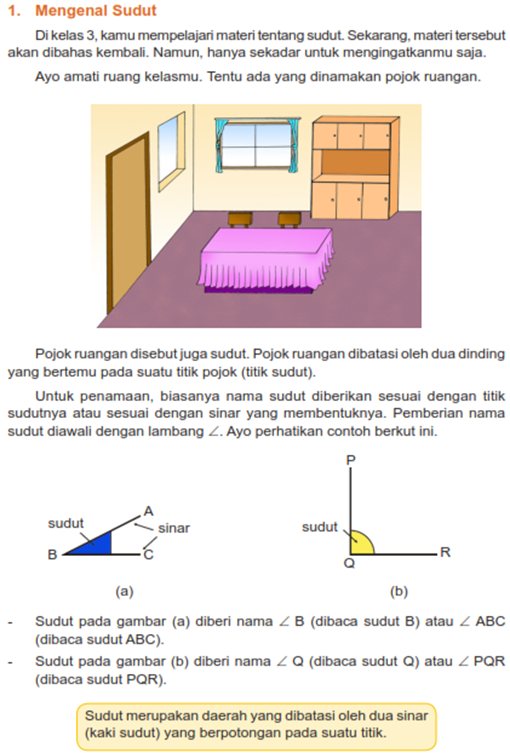 1. Mengenal Sudut
Di kelas 3, kamu mempelajari materi tentang sudut. Sekarang, materi tersebut
akan dibahas kembali. Namun, hanya sekadar untuk mengingatkanmu saja.
Ayo amati ruang kelasmu. Tentu ada yang dinamakan pojok ruangan.
Pojok ruangan disebut juga sudut. Pojok ruangan dibatasi oleh dua dinding
yang bertemu pada suatu titik pojok (titik sudut).
Untuk penamaan, biasanya nama sudut diberikan sesuai dengan titik
sudutnya atau sesuai dengan sinar yang membentuknya. Pemberian nama
sudut diawali dengan lambang ∠. Ayo perhatikan contoh berkut ini.
A
sudut
sinar
B
C
(a)
P
sudut
R
Q
(b)
- Sudut pada gambar (a) diberi nama ∠ B (dibaca sudut B) atau ∠ ABC
(dibaca sudut ABC).
- Sudut pada gambar (b) diberi nama ∠ Q (dibaca sudut Q) atau ∠ PQR
(dibaca sudut PQR).
Sudut merupakan daerah yang dibatasi oleh dua sinar
(kaki sudut) yang berpotongan pada suatu titik.